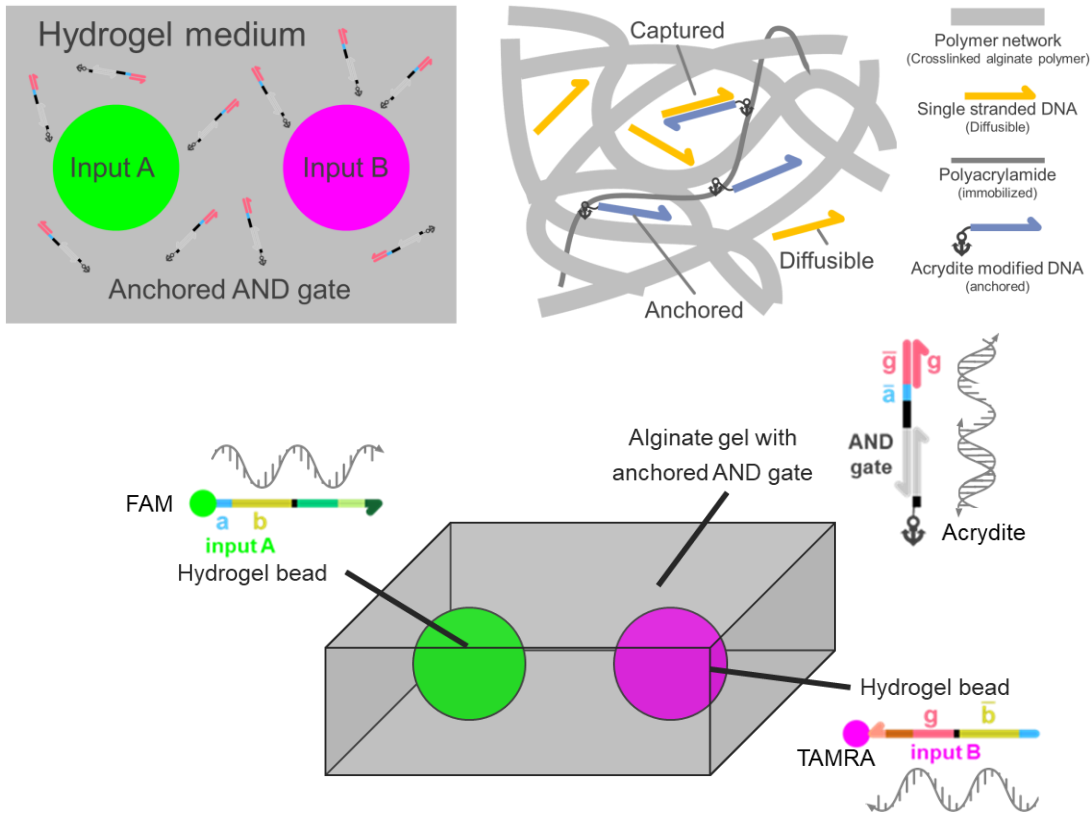 Hydrogel medium
Input A
Input B
Anchored AND gate
Captured
Anchored
Diffusible
Polymer network
(Crosslinked alginate polymer)
Single stranded DNA
(Diffusible)
Polyacrylamide
(immobilized)
Acrydite modified DNA
(anchored)
g̅
g
a̅
AND
gate
Acrydite
Alginate gel with
anchored AND gate
FAM
a
b
input A
Hydrogel bead
Hydrogel bead
g
b̅
TAMRA
input B